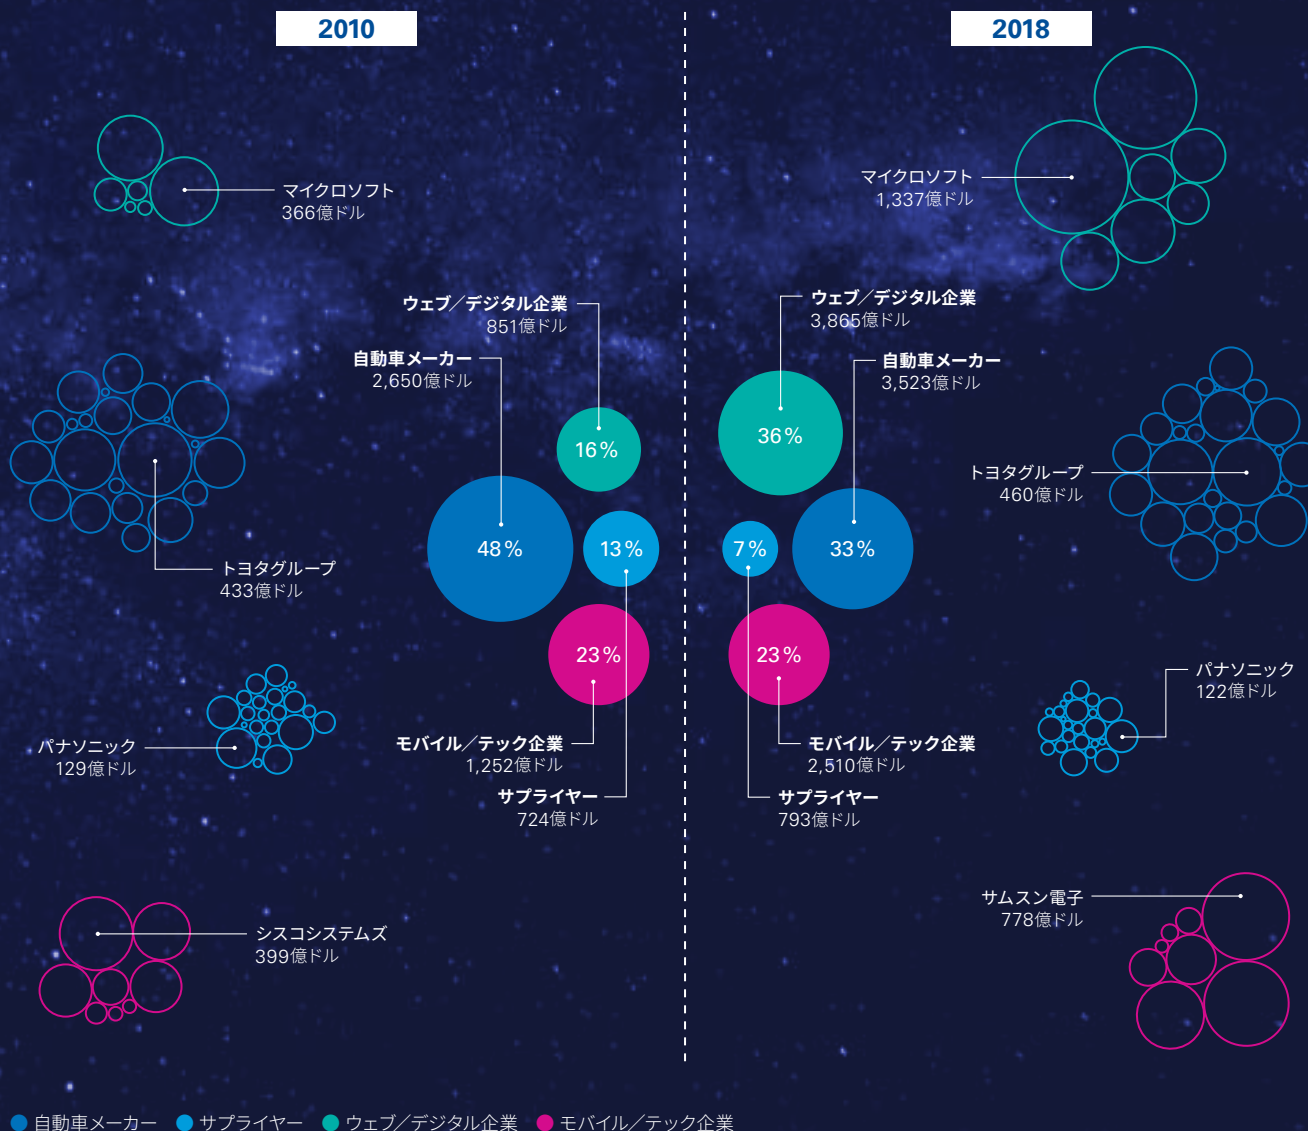 2010
マイクロソフト
366億ドル
ウェブ／デジタル企業
851億ドル
自動車メーカー
2,650億ドル
16%
48%
13%
23%
トヨタグループ
433億ドル
パナソニック
129億ドル
モバイル／テック企業
1,252億ドル
サプライヤー
724億ドル
シスコシステムズ
399億ドル
2018
マイクロソフト
1,337億ドル
ウェブ／デジタル企業
3,865億ドル
自動車メーカー
3,523億ドル
36%
7%
33%
23%
トヨタグループ
460億ドル
パナソニック
122億ドル
モバイル／テック企業
2,510億ドル
サプライヤー
793億ドル
サムスン電子
778億ドル
自動車メーカー サプライヤー ウェブ／デジタル企業 モバイル／テック企業